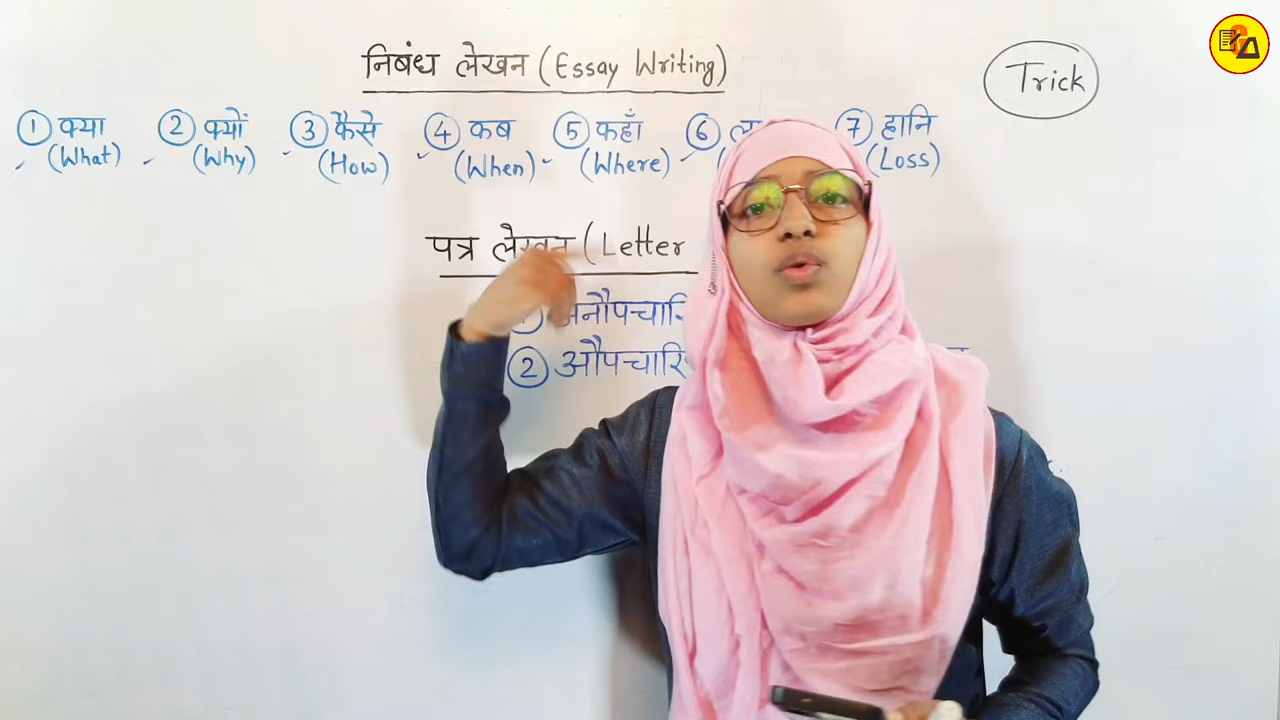 निबंध लेखन (Essay Writing)
Trick
① क्या ② क्यों ③ कैसे ④ कब ⑤ कहाँ ⑥ ⑦ हानि
(What) (Why) (How) (When) (Where) (Loss)
पत्र लेखन (Letter
②